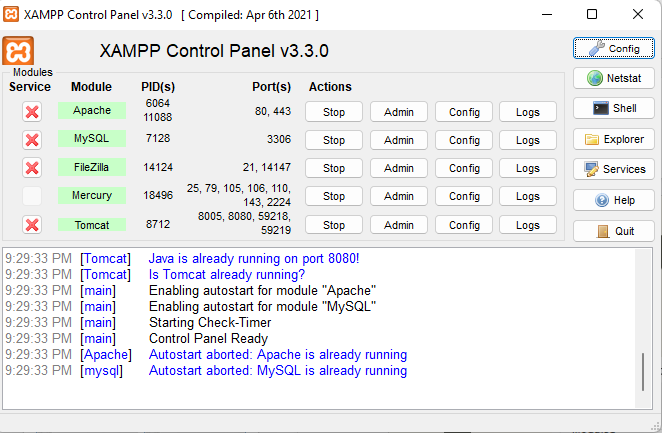 XAMPP Control Panel v3.3.0 [ Compiled: Apr 6th 2021 ]
XAMPP Control Panel v3.3.0
Config
Modules
Service Module PID(s) Port(s) Actions
Netstat
Apache 6064 11088 80, 443 Stop Admin Config Logs
Shell
MySQL 7128 3306 Stop Admin Config Logs
Explorer
FileZilla 14124 21, 14147 Stop Admin Config Logs
Services
Mercury 18496 25, 79, 105, 106, 110, 143, 2224 Stop Admin Config Logs
Help
Tomcat 8712 8005, 8080, 59218, 59219 Stop Admin Config Logs
Quit
9:29:33 PM [Tomcat] Java is already running on port 8080!
9:29:33 PM [Tomcat] Is Tomcat already running?
9:29:33 PM [main] Enabling autostart for module "Apache"
9:29:33 PM [main] Enabling autostart for module "MySQL"
9:29:33 PM [main] Starting Check-Timer
9:29:33 PM [main] Control Panel Ready
9:29:33 PM [Apache] Autostart aborted: Apache is already running
9:29:33 PM [mysql] Autostart aborted: MySQL is already running